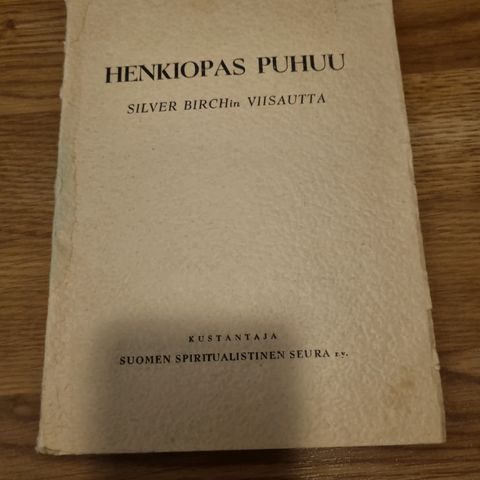 HENKIOPAS PUHUU
SILVER BIRCHin VIISAUTTA
KUSTANTAJA
SUOMEN SPIRITUALISTINEN SEURA r.y.